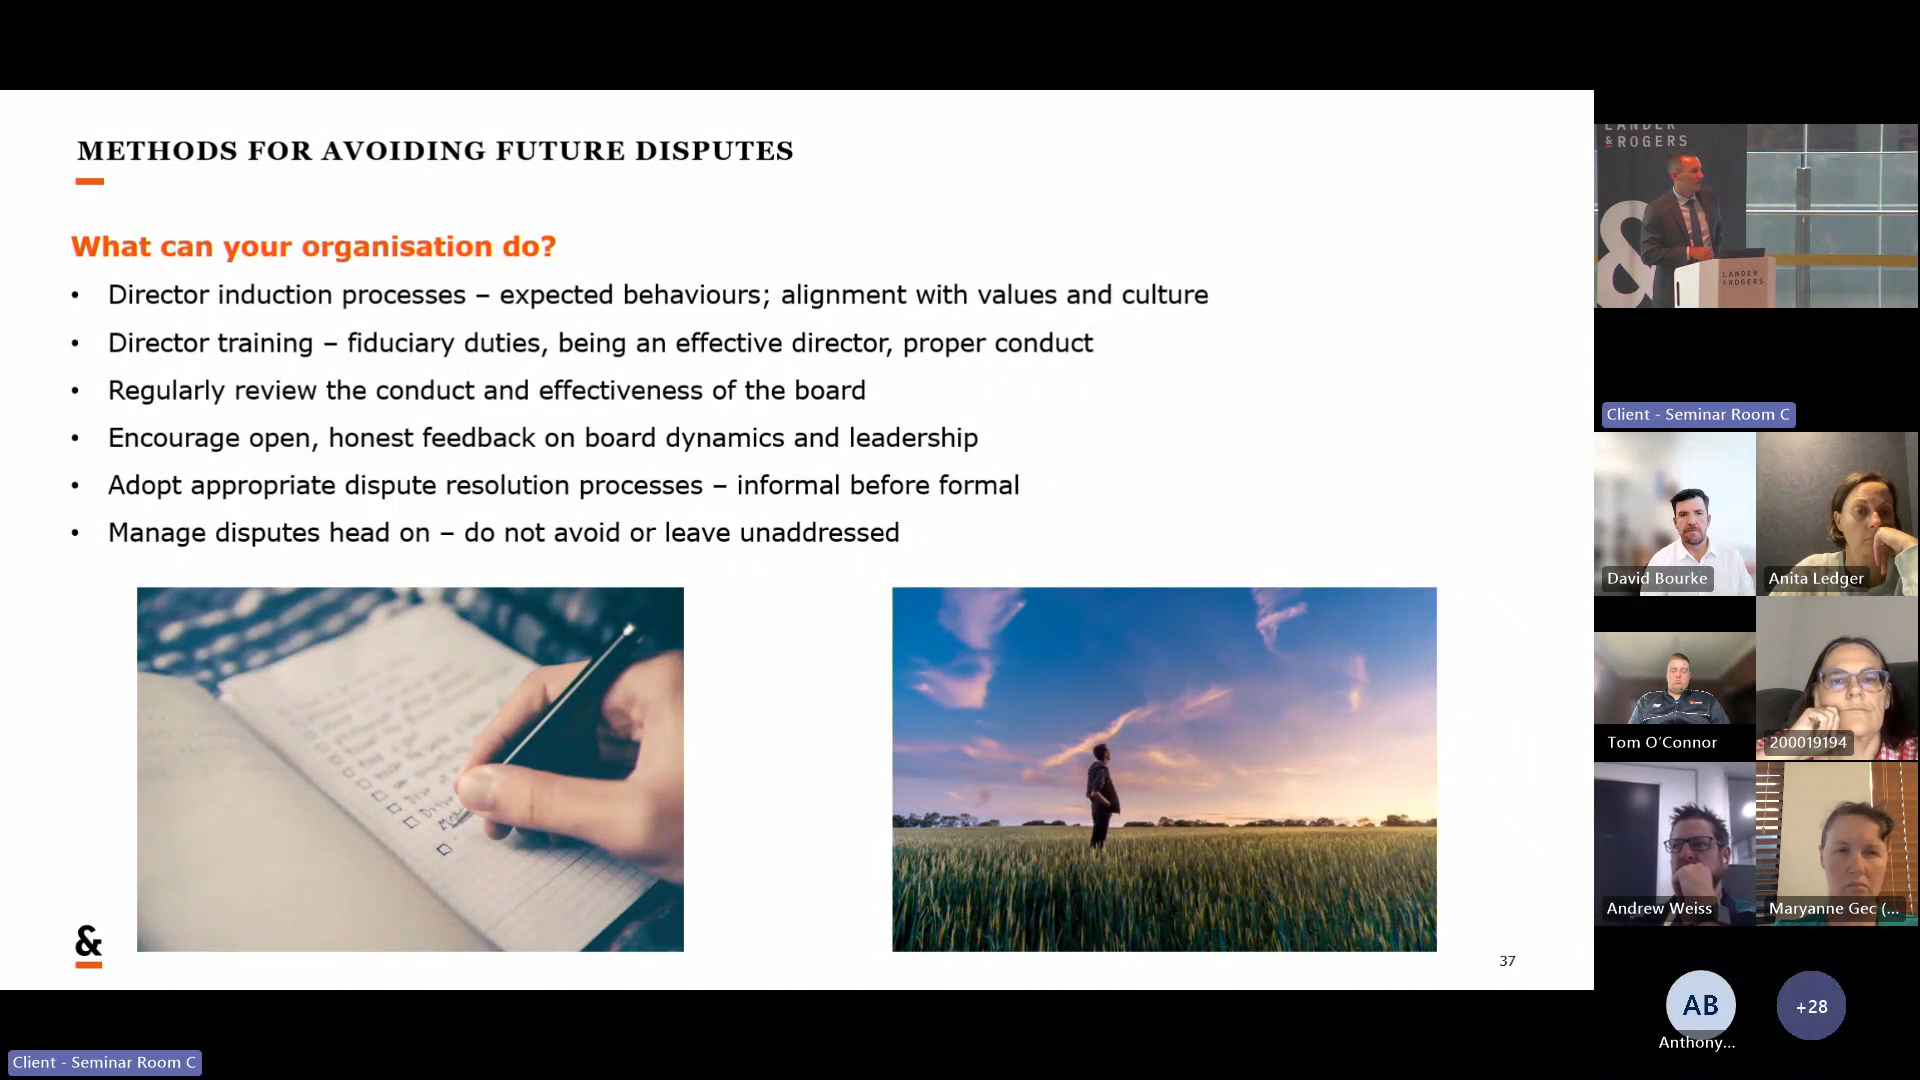 METHODS FOR AVOIDING FUTURE DISPUTES
What can your organisation do?
• Director induction processes – expected behaviours; alignment with values and culture
• Director training – fiduciary duties, being an effective director, proper conduct
• Regularly review the conduct and effectiveness of the board
• Encourage open, honest feedback on board dynamics and leadership
• Adopt appropriate dispute resolution processes – informal before formal
• Manage disputes head on – do not avoid or leave unaddressed
&
37
Client - Seminar Room C
LANDER
& ROGERS
&
LANDER
& ROGERS
Client - Seminar Room C
David Bourke
Anita Ledger
Tom O’Connor
200019194
Andrew Weiss
Maryanne Gec (...
AB
+28
Anthony...